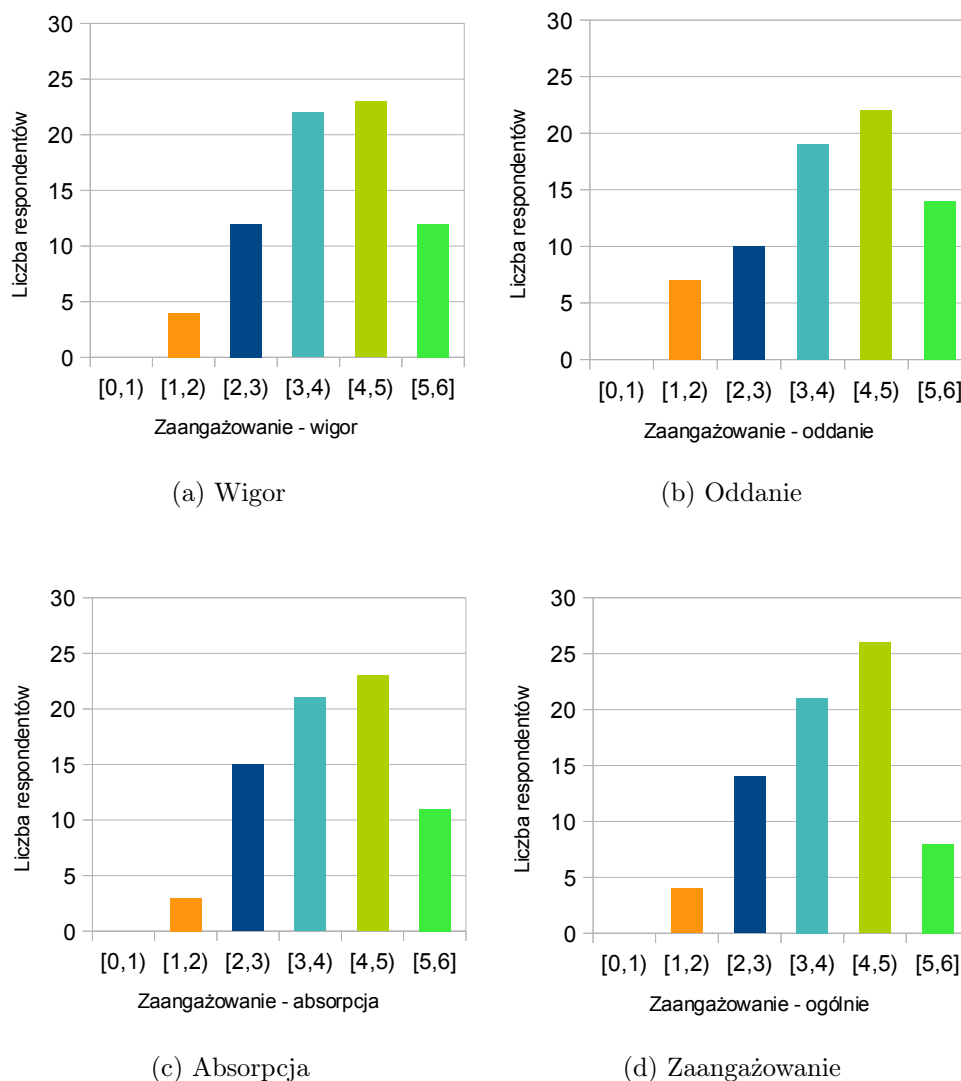 30
25
20
15
10
5
0
Liczba respondentów
[0,1) [1,2) [2,3) [3,4) [4,5) [5,6]
Zaangażowanie - wigor
(a) Wigor
30
25
20
15
10
5
0
Liczba respondentów
[0,1) [1,2) [2,3) [3,4) [4,5) [5,6]
Zaangażowanie - oddanie
(b) Oddanie
30
25
20
15
10
5
0
Liczba respondentów
[0,1) [1,2) [2,3) [3,4) [4,5) [5,6]
Zaangażowanie - absorpcja
(c) Absorpcja
30
25
20
15
10
5
0
Liczba respondentów
[0,1) [1,2) [2,3) [3,4) [4,5) [5,6]
Zaangażowanie - ogólnie
(d) Zaangażowanie